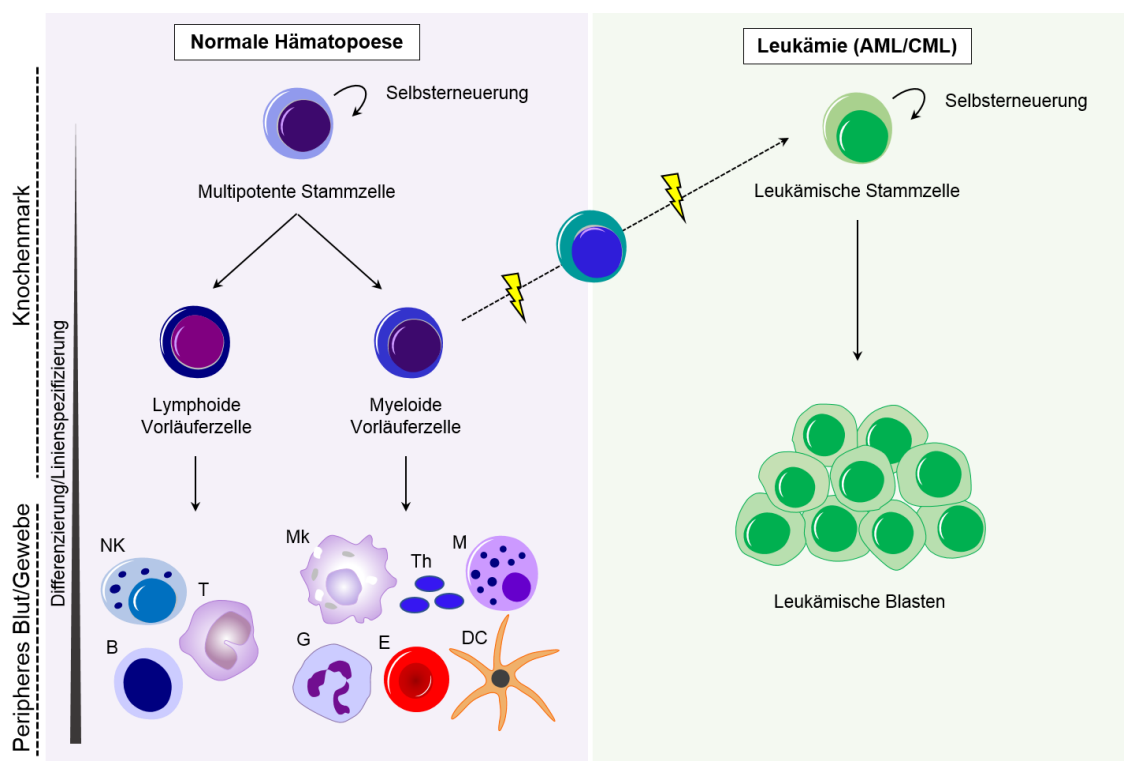 Normale Hämatopoese
Selbsterneuerung
Multipotente Stammzelle
Lymphoide
Vorläuferzelle
Myeloide
Vorläuferzelle
NK
T
B
Mk
Th
M
G
E
DC
Knochenmark
Peripheres Blut/Gewebe
Differenzierung/Linienspezifizierung
Leukämie (AML/CML)
Selbsterneuerung
Leukämische Stammzelle
Leukämische Blasten